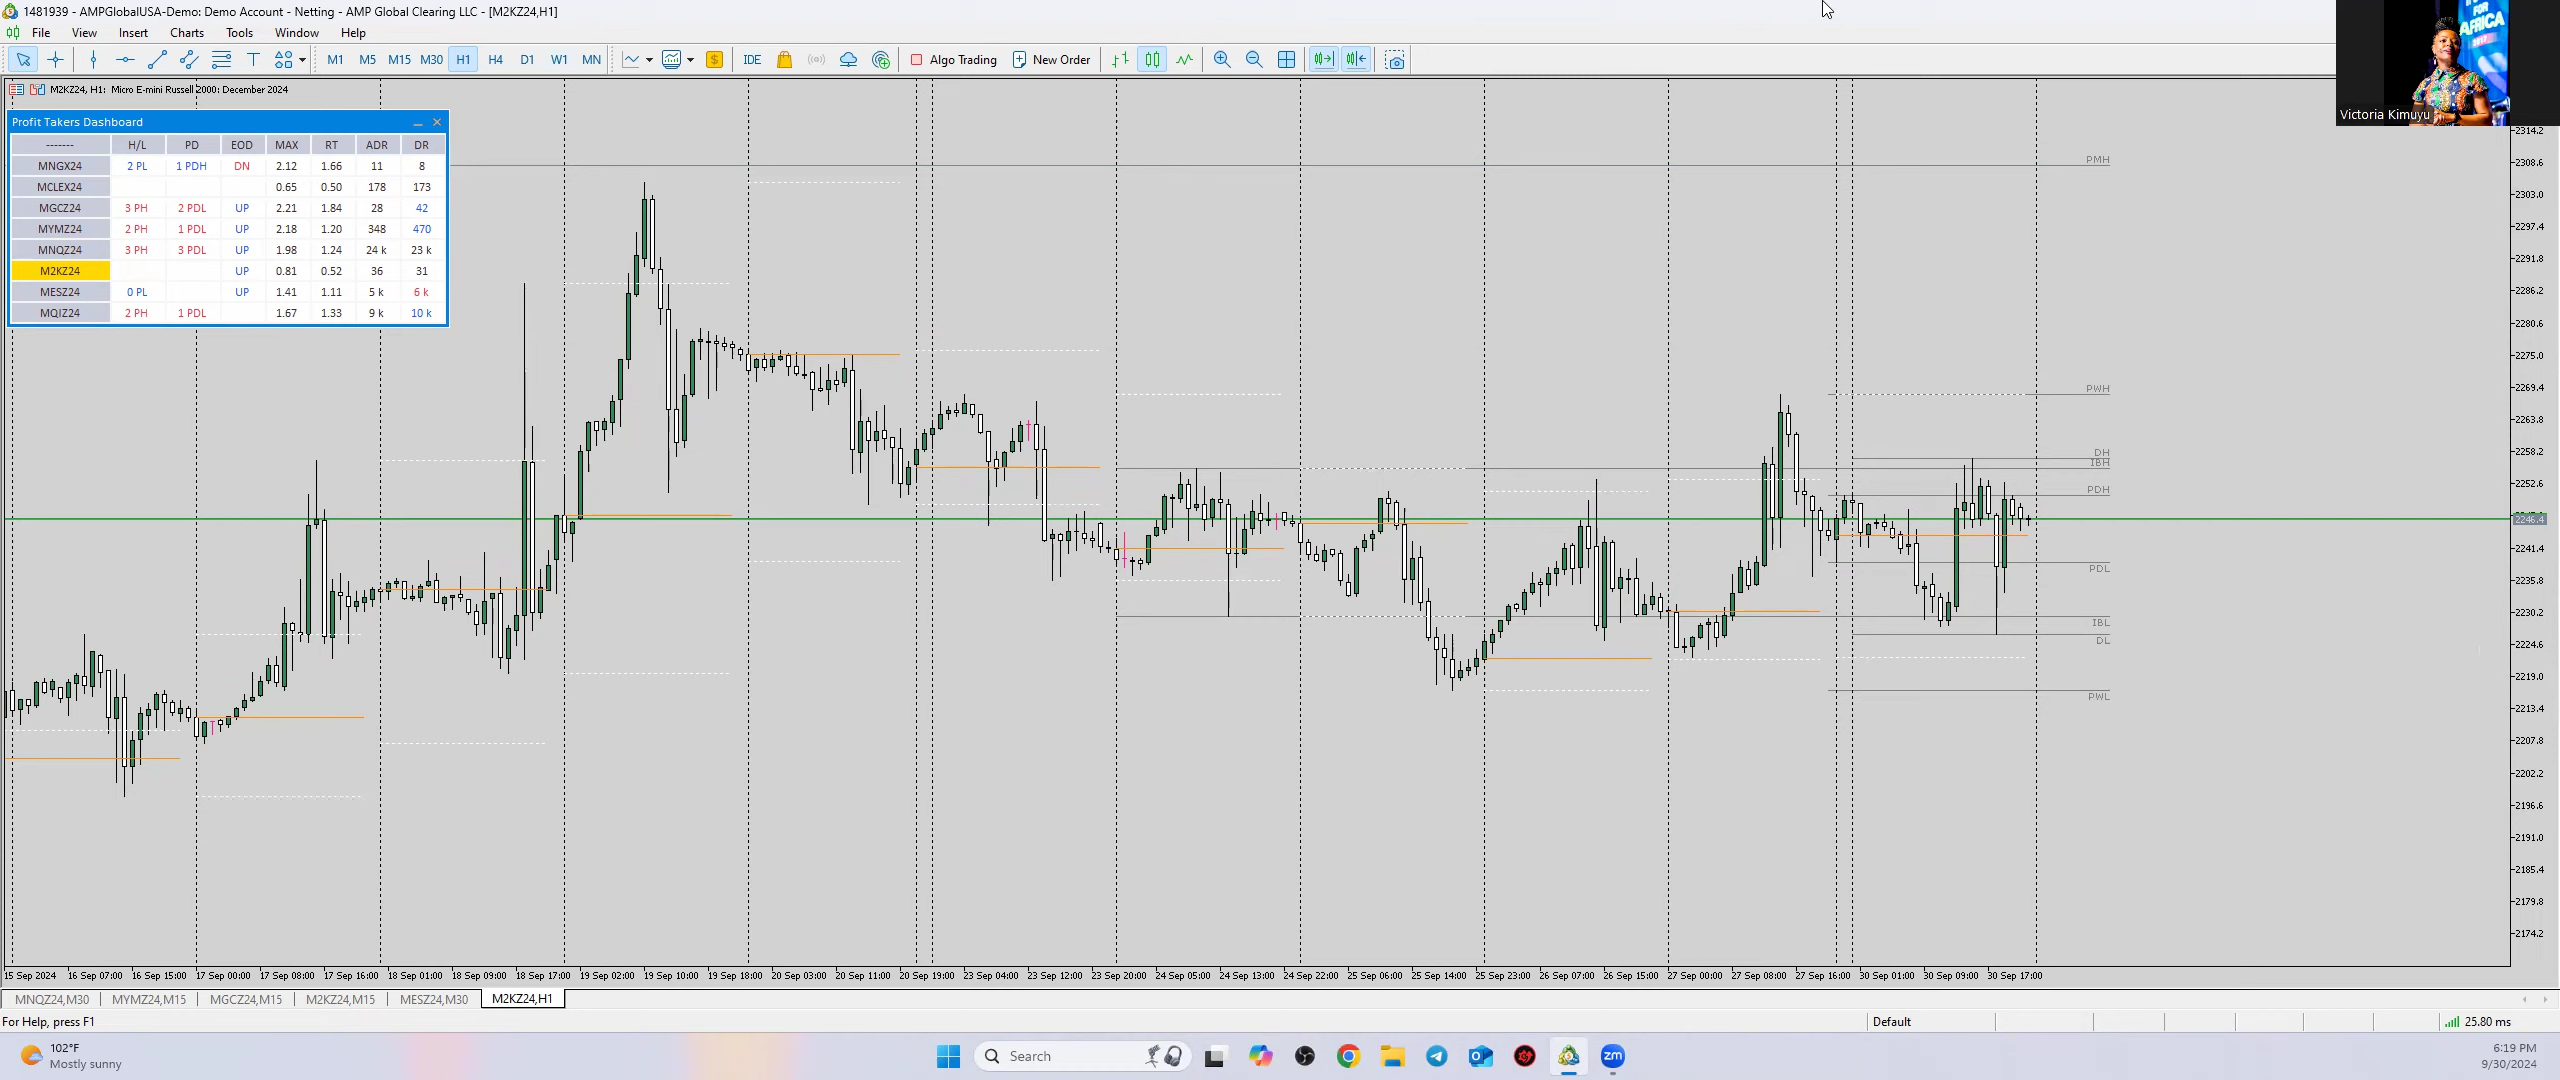 1481939 - AMPGlobalUSA-Demo: Demo Account - Netting - AMP Global Clearing LLC - [M2KZ24,H1]
File View Insert Charts Tools Window Help
M1 M5 M15 M30 H1 H4 D1 W1 MN IDE Algo Trading New Order
M2KZ24, H1: Micro E-mini Russell 2000: December 2024
FOR
AFRICA
Victoria Kimuyu
Profit Takers Dashboard
------- H/L PD EOD MAX RT ADR DR
MNGX24 2 PL 1 PDH DN 2.12 1.66 11 8
MCLEX24 0.65 0.50 178 173
MGCZ24 3 PH 2 PDL UP 2.21 1.84 28 42
MYMZ24 2 PH 1 PDL UP 2.18 1.20 348 470
MNQZ24 3 PH 3 PDL UP 1.98 1.24 24 k 23 k
M2KZ24 UP 0.81 0.52 36 31
MESZ24 0 PL UP 1.41 1.11 5 k 6 k
MQIZ24 2 PH 1 PDL 1.67 1.33 9 k 10 k
PMH
PWH
DH
IBH
PDH
PDL
IBL
DL
PWL
2314.2
2308.6
2303.0
2297.4
2291.8
2286.2
2280.6
2275.0
2269.4
2263.8
2258.2
2252.6
2246.4
2241.4
2235.8
2230.2
2224.6
2219.0
2213.4
2207.8
2202.2
2196.6
2191.0
2185.4
2179.8
2174.2
15 Sep 2024 16 Sep 07:00 16 Sep 15:00 17 Sep 00:00 17 Sep 08:00 17 Sep 16:00 18 Sep 01:00 18 Sep 09:00 18 Sep 17:00 19 Sep 02:00 19 Sep 10:00 19 Sep 18:00 20 Sep 03:00 20 Sep 11:00 20 Sep 19:00 23 Sep 04:00 23 Sep 12:00 23 Sep 20:00 24 Sep 05:00 24 Sep 13:00 24 Sep 22:00 25 Sep 06:00 25 Sep 14:00 25 Sep 23:00 26 Sep 07:00 26 Sep 15:00 27 Sep 00:00 27 Sep 08:00 27 Sep 16:00 30 Sep 01:00 30 Sep 09:00 30 Sep 17:00
MNQZ24,M30 MYMZ24,M15 MGCZ24,M15 M2KZ24,M15 MESZ24,M30 M2KZ24,H1
For Help, press F1 Default 25.80 ms
102°F
Mostly sunny
Search
zm
6:19 PM
9/30/2024